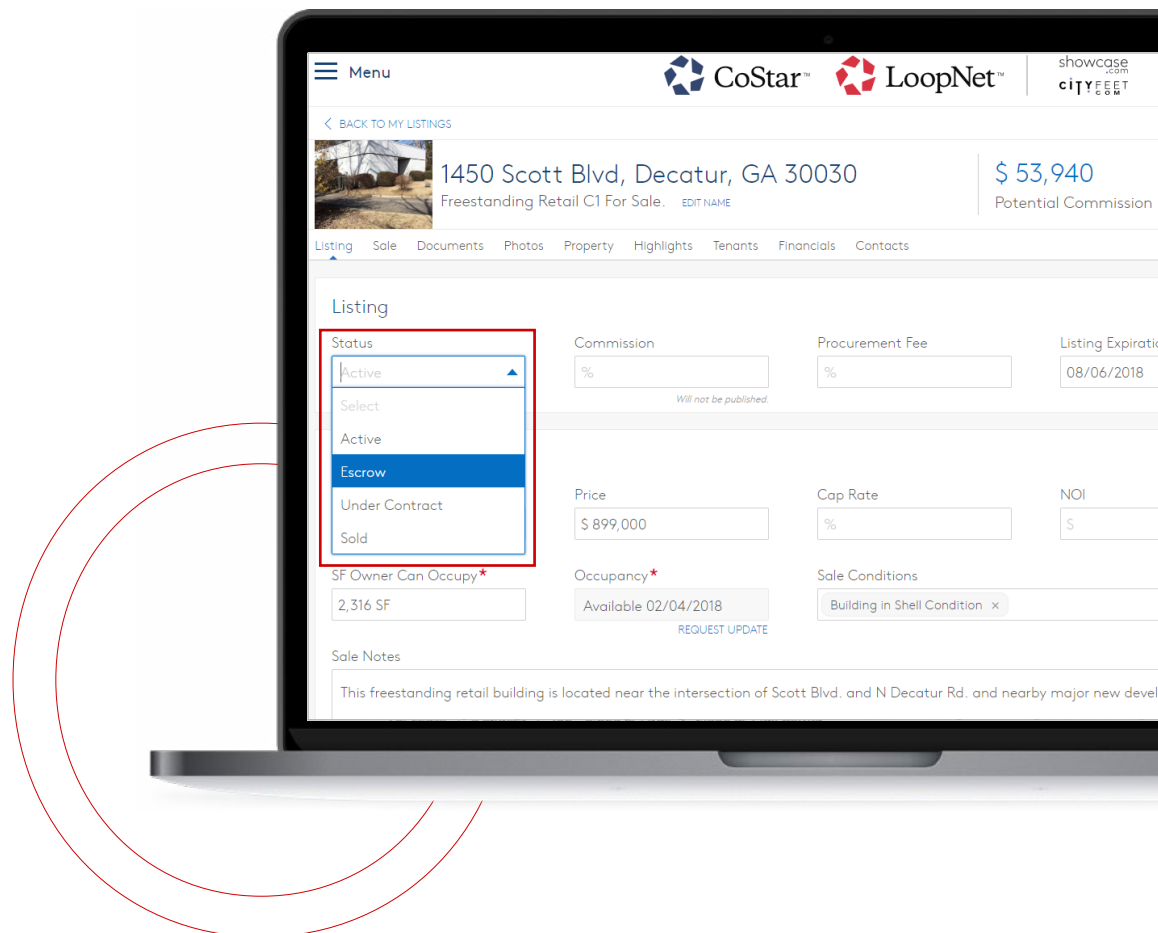 Menu
CoStar™
LoopNet™
showcase
.com
CITYFEET
.COM
BACK TO MY LISTINGS
1450 Scott Blvd, Decatur, GA 30030
Freestanding Retail C1 For Sale. EDIT NAME
$ 53,940
Potential Commission
Listing Sale Documents Photos Property Highlights Tenants Financials Contacts
Listing
Status
Commission
Procurement Fee
Listing Expiratio
Active
%
%
08/06/2018
Will not be published.
Select
Active
Escrow
Under Contract
Sold
Price
Cap Rate
NOI
$ 899,000
%
$
SF Owner Can Occupy*
Occupancy*
Sale Conditions
2,316 SF
Available 02/04/2018
Building in Shell Condition ×
REQUEST UPDATE
Sale Notes
This freestanding retail building is located near the intersection of Scott Blvd. and N Decatur Rd. and nearby major new devel